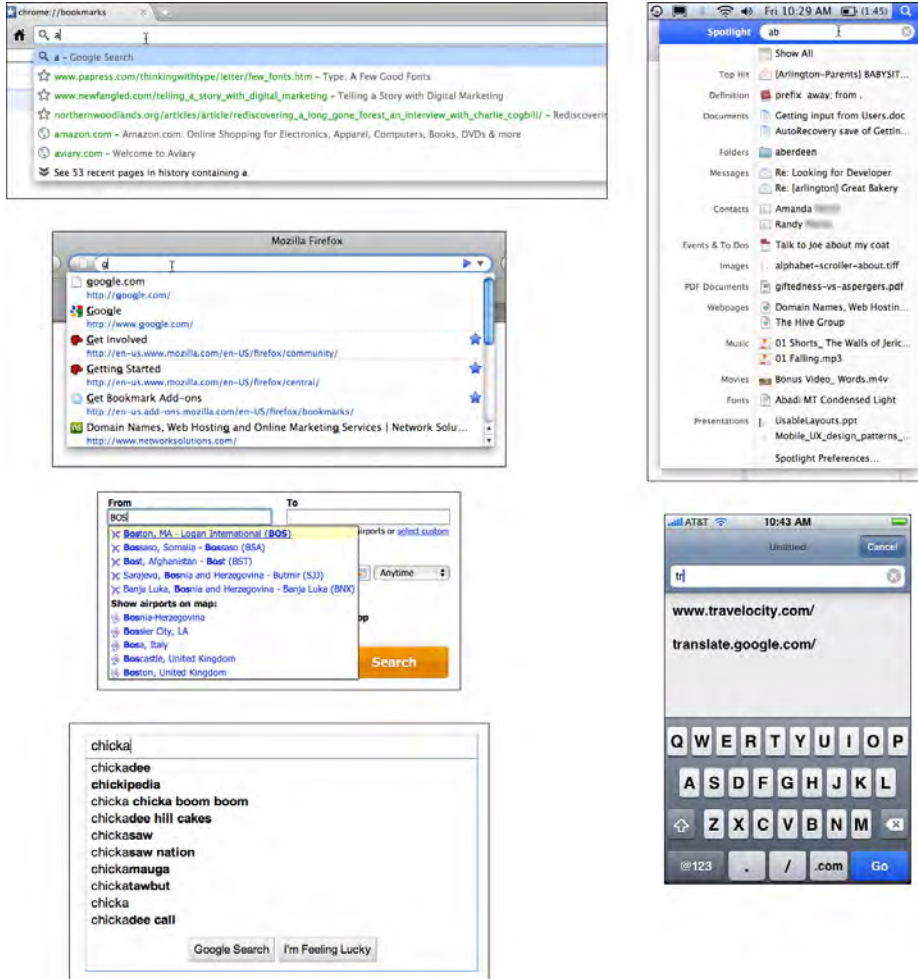 chrome://bookmarks
a
a - Google Search
www.papress.com/thinkingwithtype/letter/few_fonts.htm - Type: A Few Good Fonts
www.newfangled.com/telling_a_story_with_digital_marketing - Telling a Story with Digital Marketing
northernwoodlands.org/articles/article/rediscovering_a_long_gone_forest_an_interview_with_charlie_cogbill/ - Rediscoverin
amazon.com - Amazon.com: Online Shopping for Electronics, Apparel, Computers, Books, DVDs & more
aviary.com - Welcome to Aviary
See 53 recent pages in history containing a
Mozilla Firefox
g
google.com
http://google.com/
Google
http://www.google.com/
Get Involved
http://en-us.www.mozilla.com/en-US/firefox/community/
Getting Started
http://en-us.www.mozilla.com/en-US/firefox/central/
Get Bookmark Add-ons
http://en-us.add-ons.mozilla.com/en-US/firefox/bookmarks/
Domain Names, Web Hosting and Online Marketing Services | Network Solu...
http://www.networksolutions.com/
From To
BOS
Boston, MA - Logan International (BOS)
airports or select custom
Bossaso, Somalia - Bossaso (BSA)
Bost, Afghanistan - Bost (BST)
Sarajevo, Bosnia and Herzegovina - Butmir (SJJ)
Anytime
Banja Luka, Bosnia and Herzegovina - Banja Luka (BNX)
Show airports on map:
Bosnia-Herzegovina
Bossier City, LA
Bosa, Italy
Boscastle, United Kingdom
Boston, United Kingdom
Search
chicka
chickadee
chickipedia
chicka chicka boom boom
chickadee hill cakes
chickasaw
chickasaw nation
chickamauga
chickatawbut
chicka
chickadee call
Google Search I'm Feeling Lucky
Fri 10:29 AM (1:45)
Spotlight ab
Show All
Top Hit [Arlington-Parents] BABYSIT...
Definition prefix away; from .
Documents Getting input from Users.doc
AutoRecovery save of Gettin...
Folders aberdeen
Messages Re: Looking for Developer
Re: [arlington] Great Bakery
Contacts Amanda
Randy
Events & To Dos Talk to Joe about my coat
Images alphabet-scroller-about.tiff
PDF Documents giftedness-vs-aspergers.pdf
Webpages Domain Names, Web Hostin...
The Hive Group
Music 01 Shorts_ The Walls of Jeric...
01 Falling.mp3
Movies Bonus Video_ Words.m4v
Fonts Abadi MT Condensed Light
Presentations UsableLayouts.ppt
Mobile_UX_design_patterns_...
Spotlight Preferences...
AT&T 10:43 AM
Untitled Cancel
tr
www.travelocity.com/
translate.google.com/
Q W E R T Y U I O P
A S D F G H J K L
Z X C V B N M
@123 . / .com Go